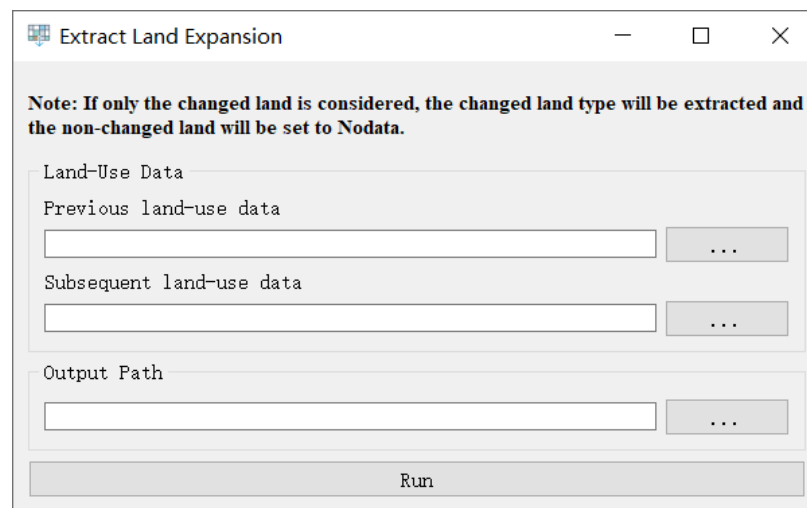 Extract Land Expansion
Note: If only the changed land is considered, the changed land type will be extracted and
the non-changed land will be set to Nodata.
Land-Use Data
Previous land-use data
...
Subsequent land-use data
...
Output Path
...
Run